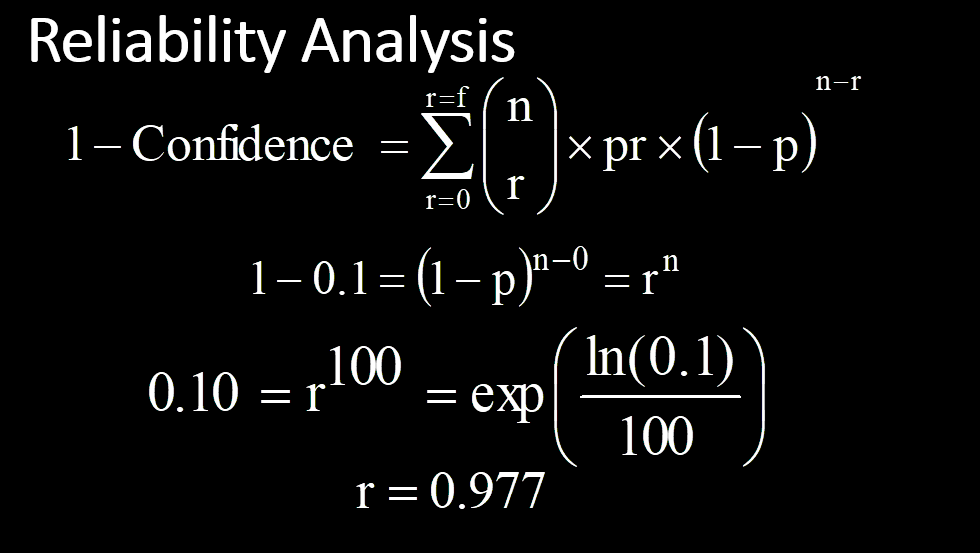 Reliability Analysis
1 – Confidence = ∑_{r=0}^{r=f} (n r) × pr × (1 – p)^{n–r}
1 – 0.1 = (1 – p)^{n–0} = r^n
0.10 = r^{100} = exp(ln(0.1)/100)
r = 0.977